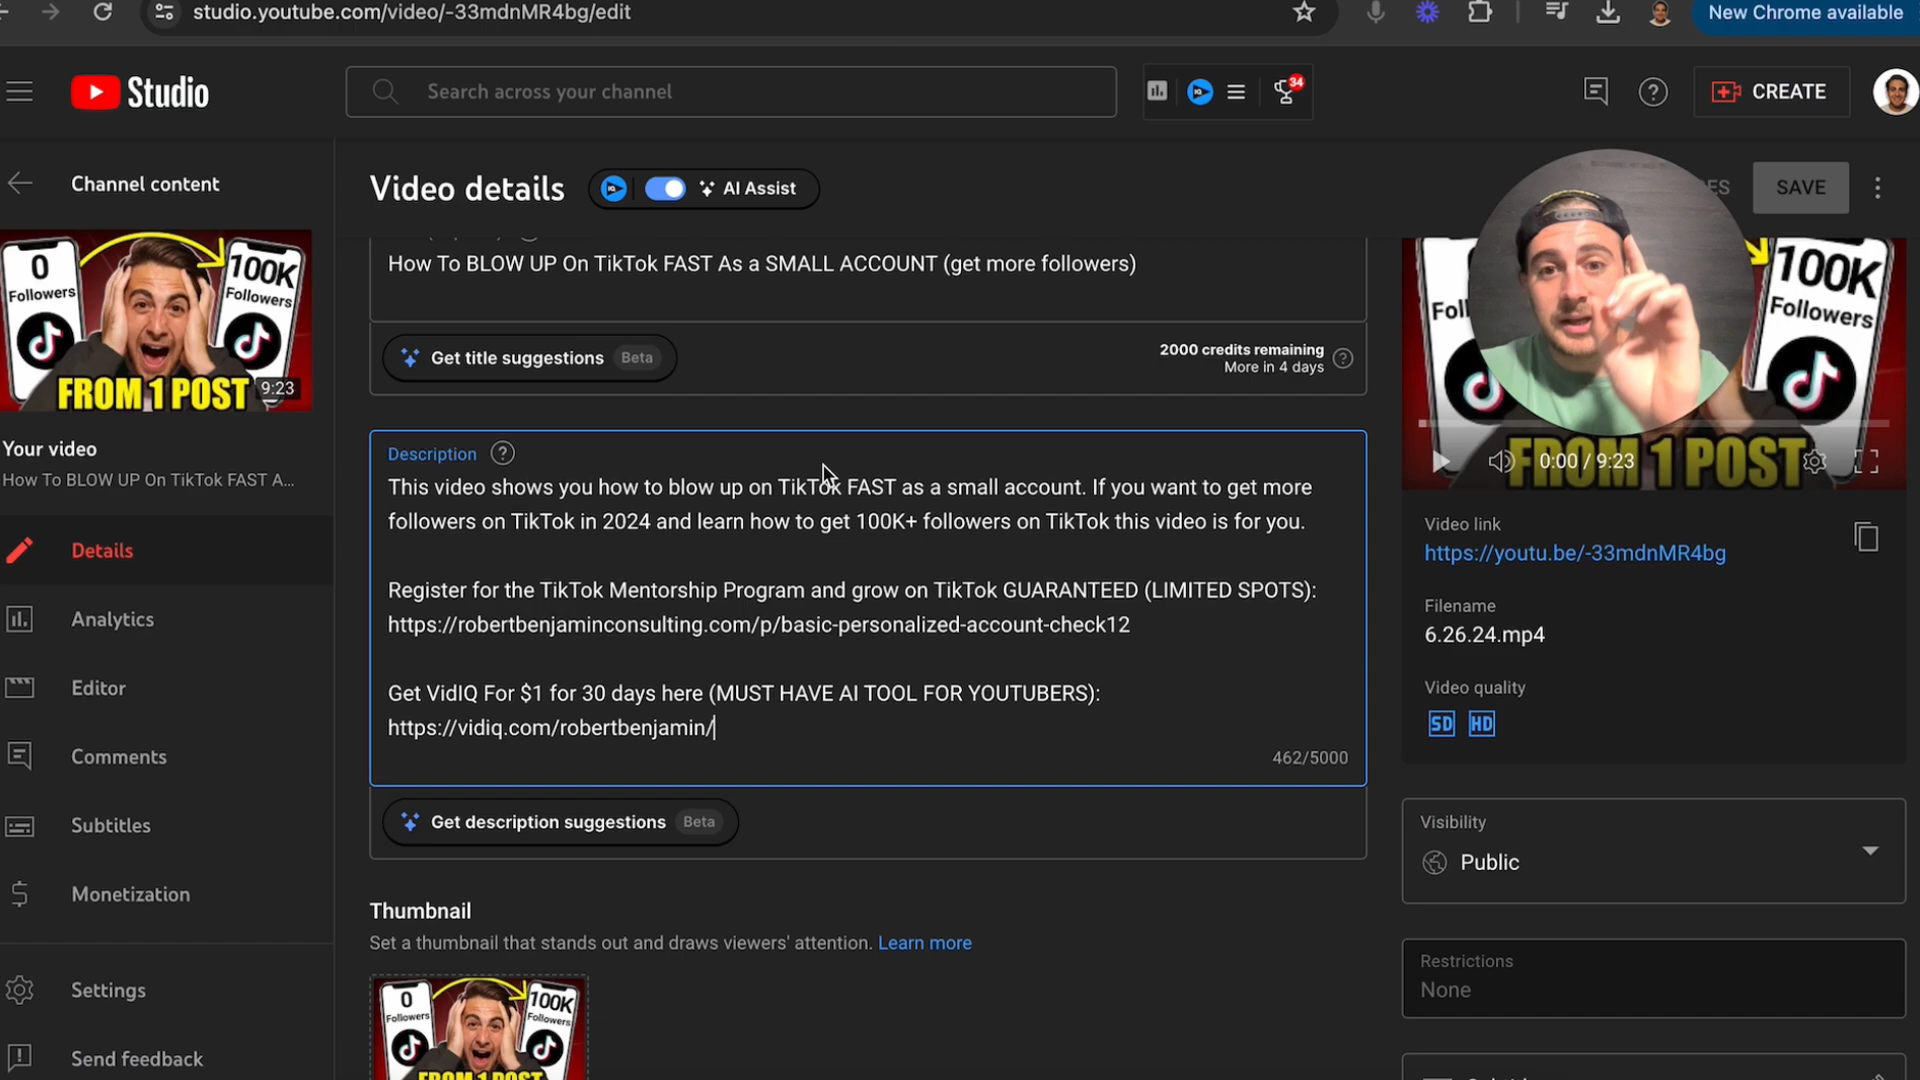 studio.youtube.com/video/-33mdnMR4bg/edit
New Chrome available
Studio
Search across your channel
34
CREATE
Channel content
Video details
AI Assist
SAVE
0
Followers
100K
Followers
FROM 1 POST
9:23
How To BLOW UP On TikTok FAST As a SMALL ACCOUNT (get more followers)
Get title suggestions Beta
2000 credits remaining
More in 4 days
100K
Followers
FROM 1 POST
0:00 / 9:23
Your video
How To BLOW UP On TikTok FAST A...
Details
Analytics
Editor
Comments
Subtitles
Monetization
Settings
Send feedback
Description
This video shows you how to blow up on TikTok FAST as a small account. If you want to get more
followers on TikTok in 2024 and learn how to get 100K+ followers on TikTok this video is for you.
Register for the TikTok Mentorship Program and grow on TikTok GUARANTEED (LIMITED SPOTS):
https://robertbenjaminconsulting.com/p/basic-personalized-account-check12
Get VidIQ For $1 for 30 days here (MUST HAVE AI TOOL FOR YOUTUBERS):
https://vidiq.com/robertbenjamin/
462/5000
Get description suggestions Beta
Thumbnail
Set a thumbnail that stands out and draws viewers' attention. Learn more
0
Followers
100K
Followers
FROM 1 POST
Video link
https://youtu.be/-33mdnMR4bg
Filename
6.26.24.mp4
Video quality
SD HD
Visibility
Public
Restrictions
None